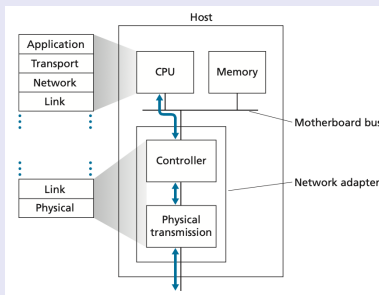 Host
Application
Transport
Network
Link
CPU
Memory
Motherboard bus
Controller
Network adapter
Link
Physical
Physical
transmission